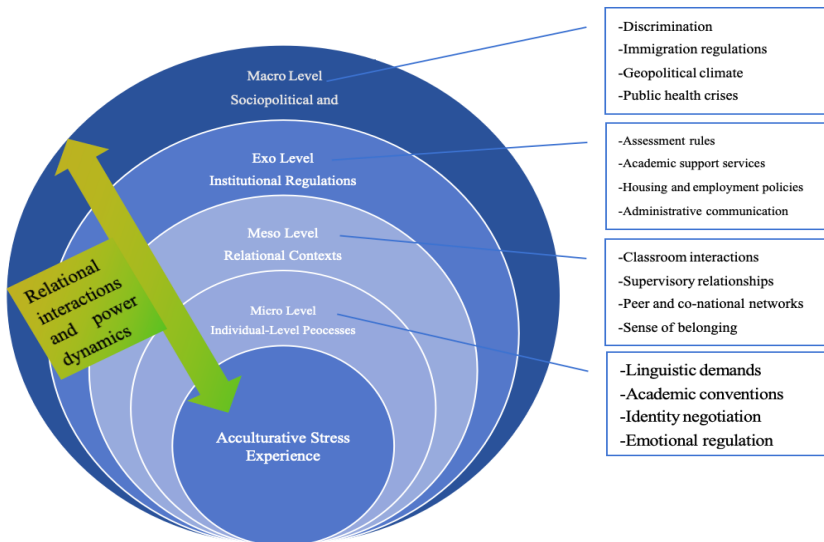 Macro Level
Sociopolitical and
Exo Level
Institutional Regulations
Meso Level
Relational Contexts
Micro Level
Individual-Level Peocesses
Acculturative Stress
Experience
Relational
interactions
and power
dynamics
-Discrimination
-Immigration regulations
-Geopolitical climate
-Public health crises
-Assessment rules
-Academic support services
-Housing and employment policies
-Administrative communication
-Classroom interactions
-Supervisory relationships
-Peer and co-national networks
-Sense of belonging
-Linguistic demands
-Academic conventions
-Identity negotiation
-Emotional regulation